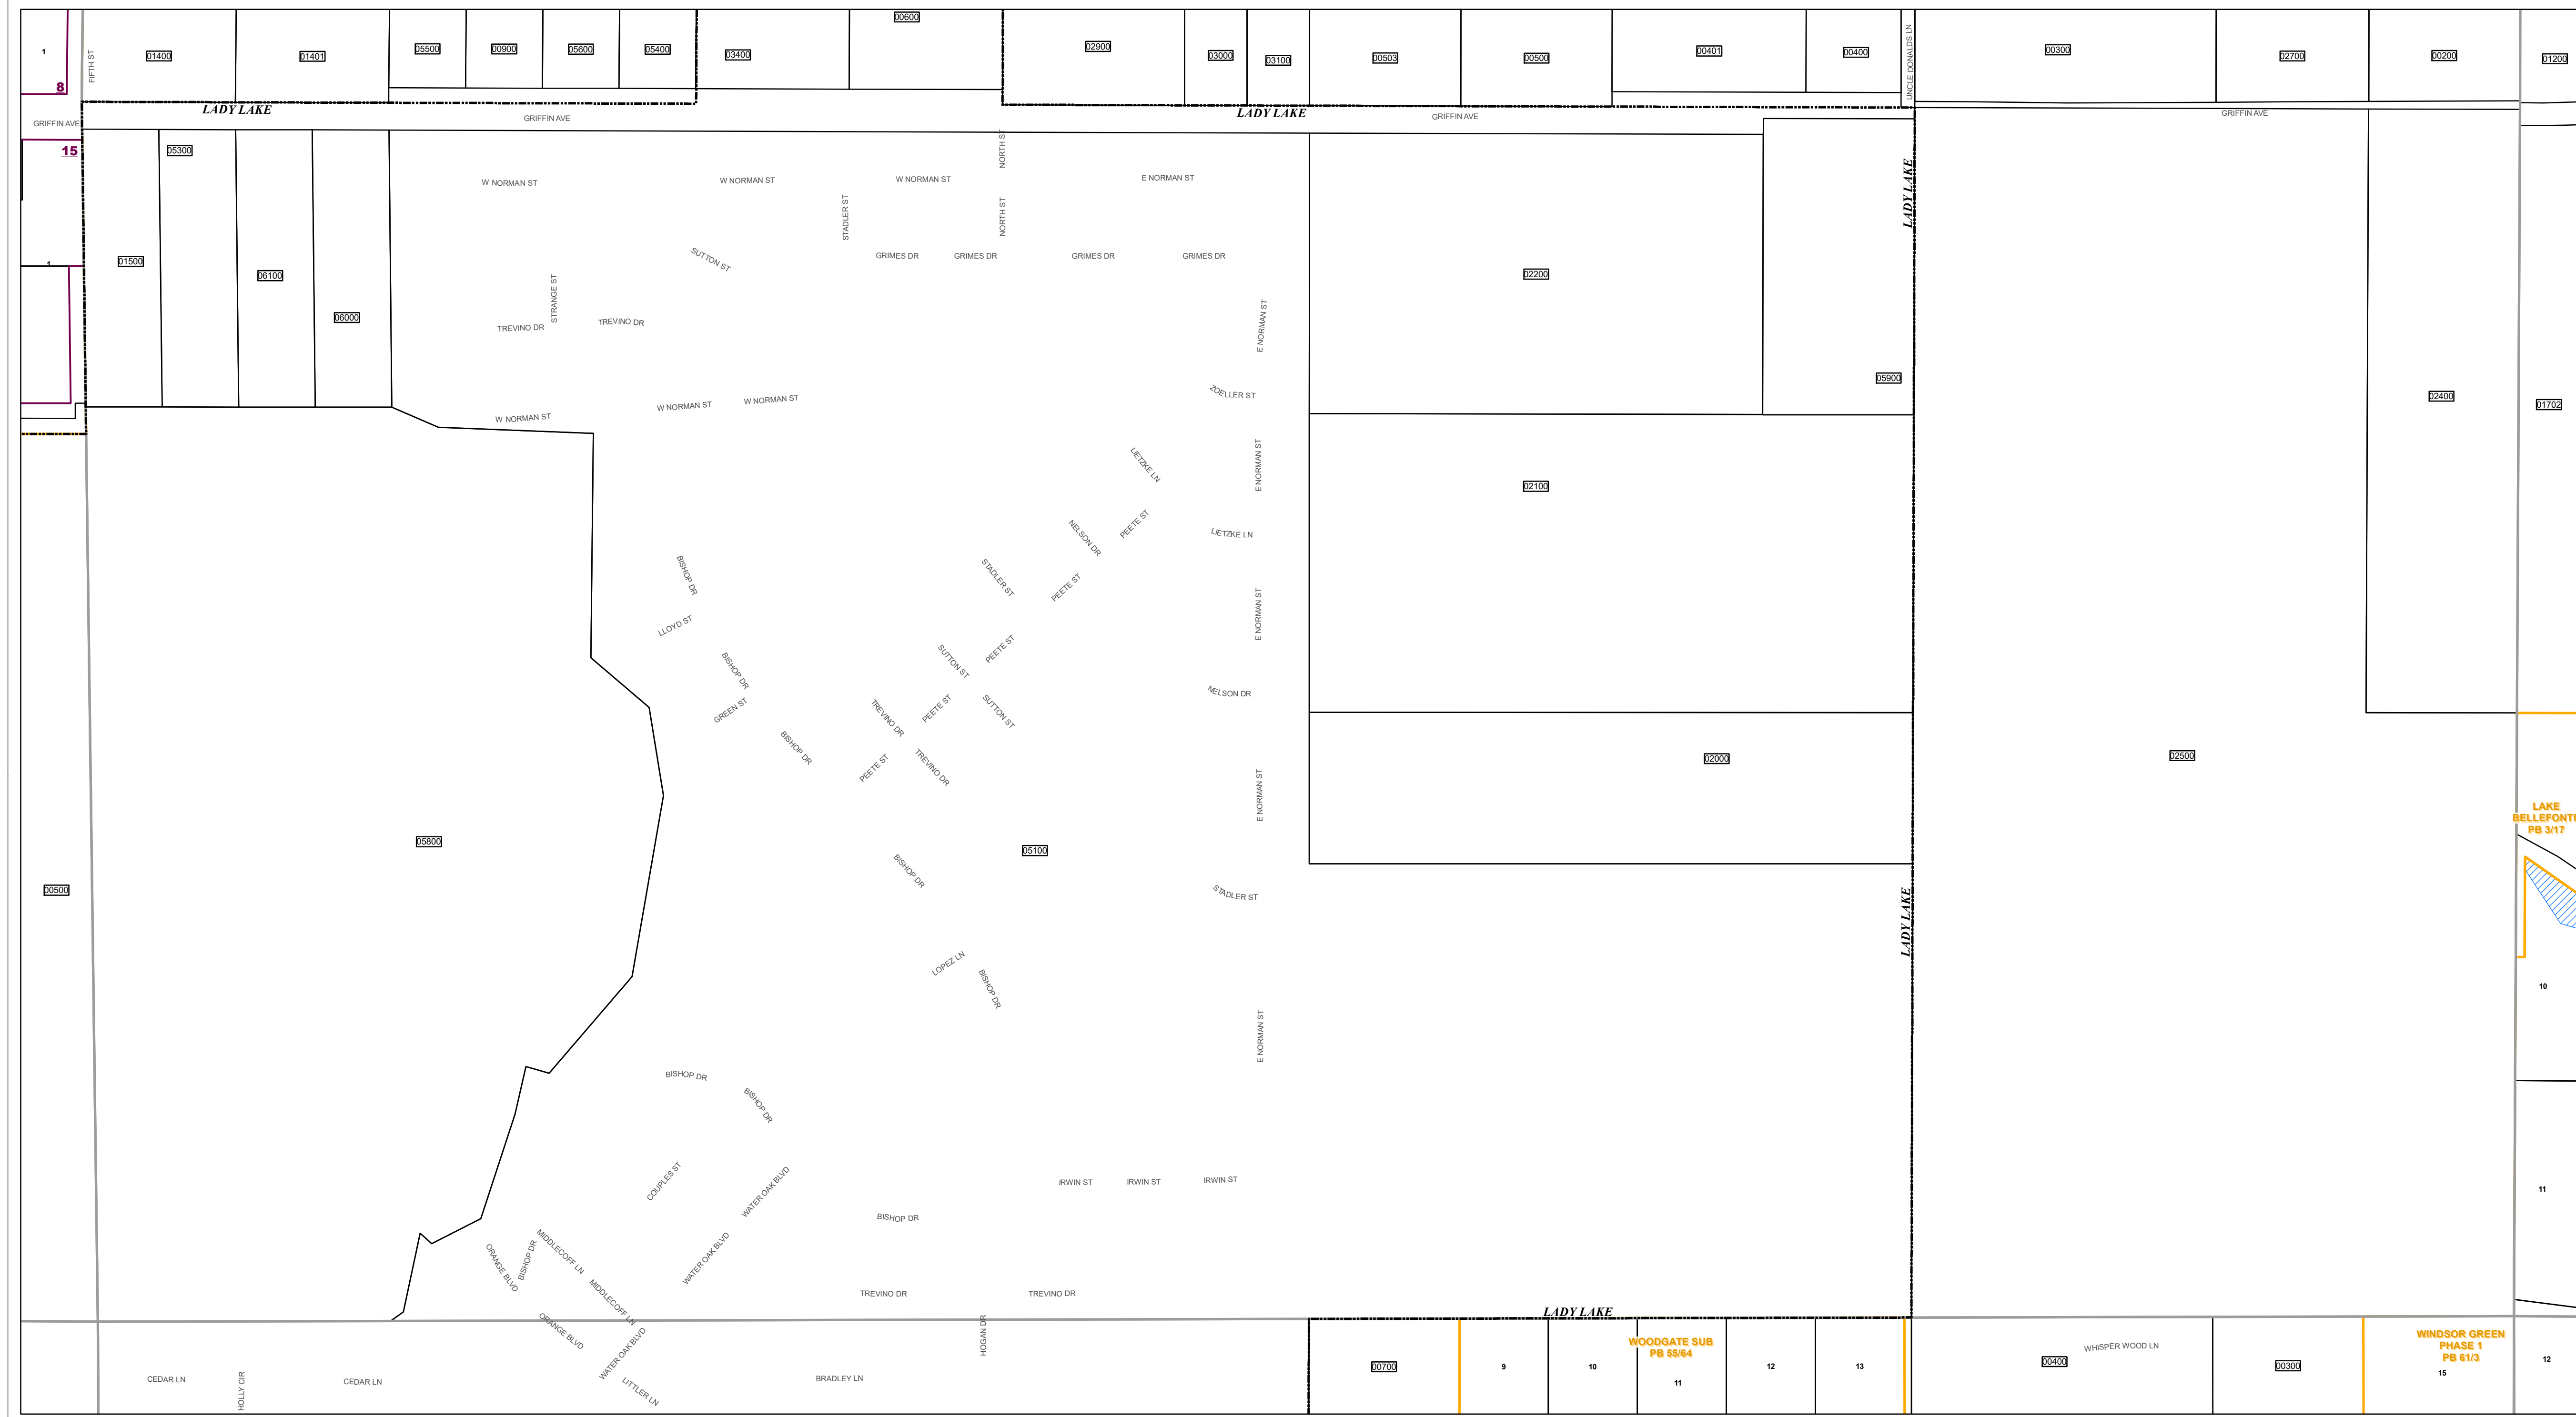 1
8
FIFTH ST
01400
01401
05500
00900
05600
05400
03400
00600
02900
03000
03100
00503
00500
00401
00400
UNCLE DONALDS LN
00300
02700
00200
01200
GRIFFIN AVE
LADY LAKE
GRIFFIN AVE
LADY LAKE
GRIFFIN AVE
GRIFFIN AVE
15
05300
NORTH ST
W NORMAN ST
W NORMAN ST
W NORMAN ST
E NORMAN ST
LADY LAKE
STADLER ST
NORTH ST
1
01500
06100
06000
SUTTON ST
GRIMES DR
GRIMES DR
GRIMES DR
GRIMES DR
02200
STRANGE ST
TREVINO DR
TREVINO DR
E NORMAN ST
05900
ZOELLER ST
02400
01702
W NORMAN ST
W NORMAN ST
W NORMAN ST
LIETZKE LN
E NORMAN ST
02100
NELSON DR
PEETE ST
LIETZKE LN
BISHOP DR
STADLER ST
PEETE ST
LLOYD ST
E NORMAN ST
BISHOP DR
SUTTON ST
PEETE ST
NELSON DR
GREEN ST
TREVINO DR
PEETE ST
SUTTON ST
BISHOP DR
PEETE ST
TREVINO DR
E NORMAN ST
02000
02500
LAKE
BELLEFONTE
PB 3/17
05800
05100
00500
BISHOP DR
STADLER ST
LADY LAKE
LOPEZ LN
BISHOP DR
10
E NORMAN ST
BISHOP DR
BISHOP DR
COUPLES ST
WATER OAK BLVD
IRWIN ST
IRWIN ST
IRWIN ST
11
BISHOP DR
ORANGE BLVD
BISHOP DR
MIDDLECOFF LN
WATER OAK BLVD
MIDDLECOFF LN
TREVINO DR
TREVINO DR
LADY LAKE
ORANGE BLVD
WATER OAK BLVD
HOGAN DR
WOODGATE SUB
PB 55/64
WHISPER WOOD LN
WINDSOR GREEN
PHASE 1
PB 61/3
CEDAR LN
HOLLY CIR
CEDAR LN
LITTLER LN
BRADLEY LN
00700
9
10
11
12
13
00400
00300
15
12